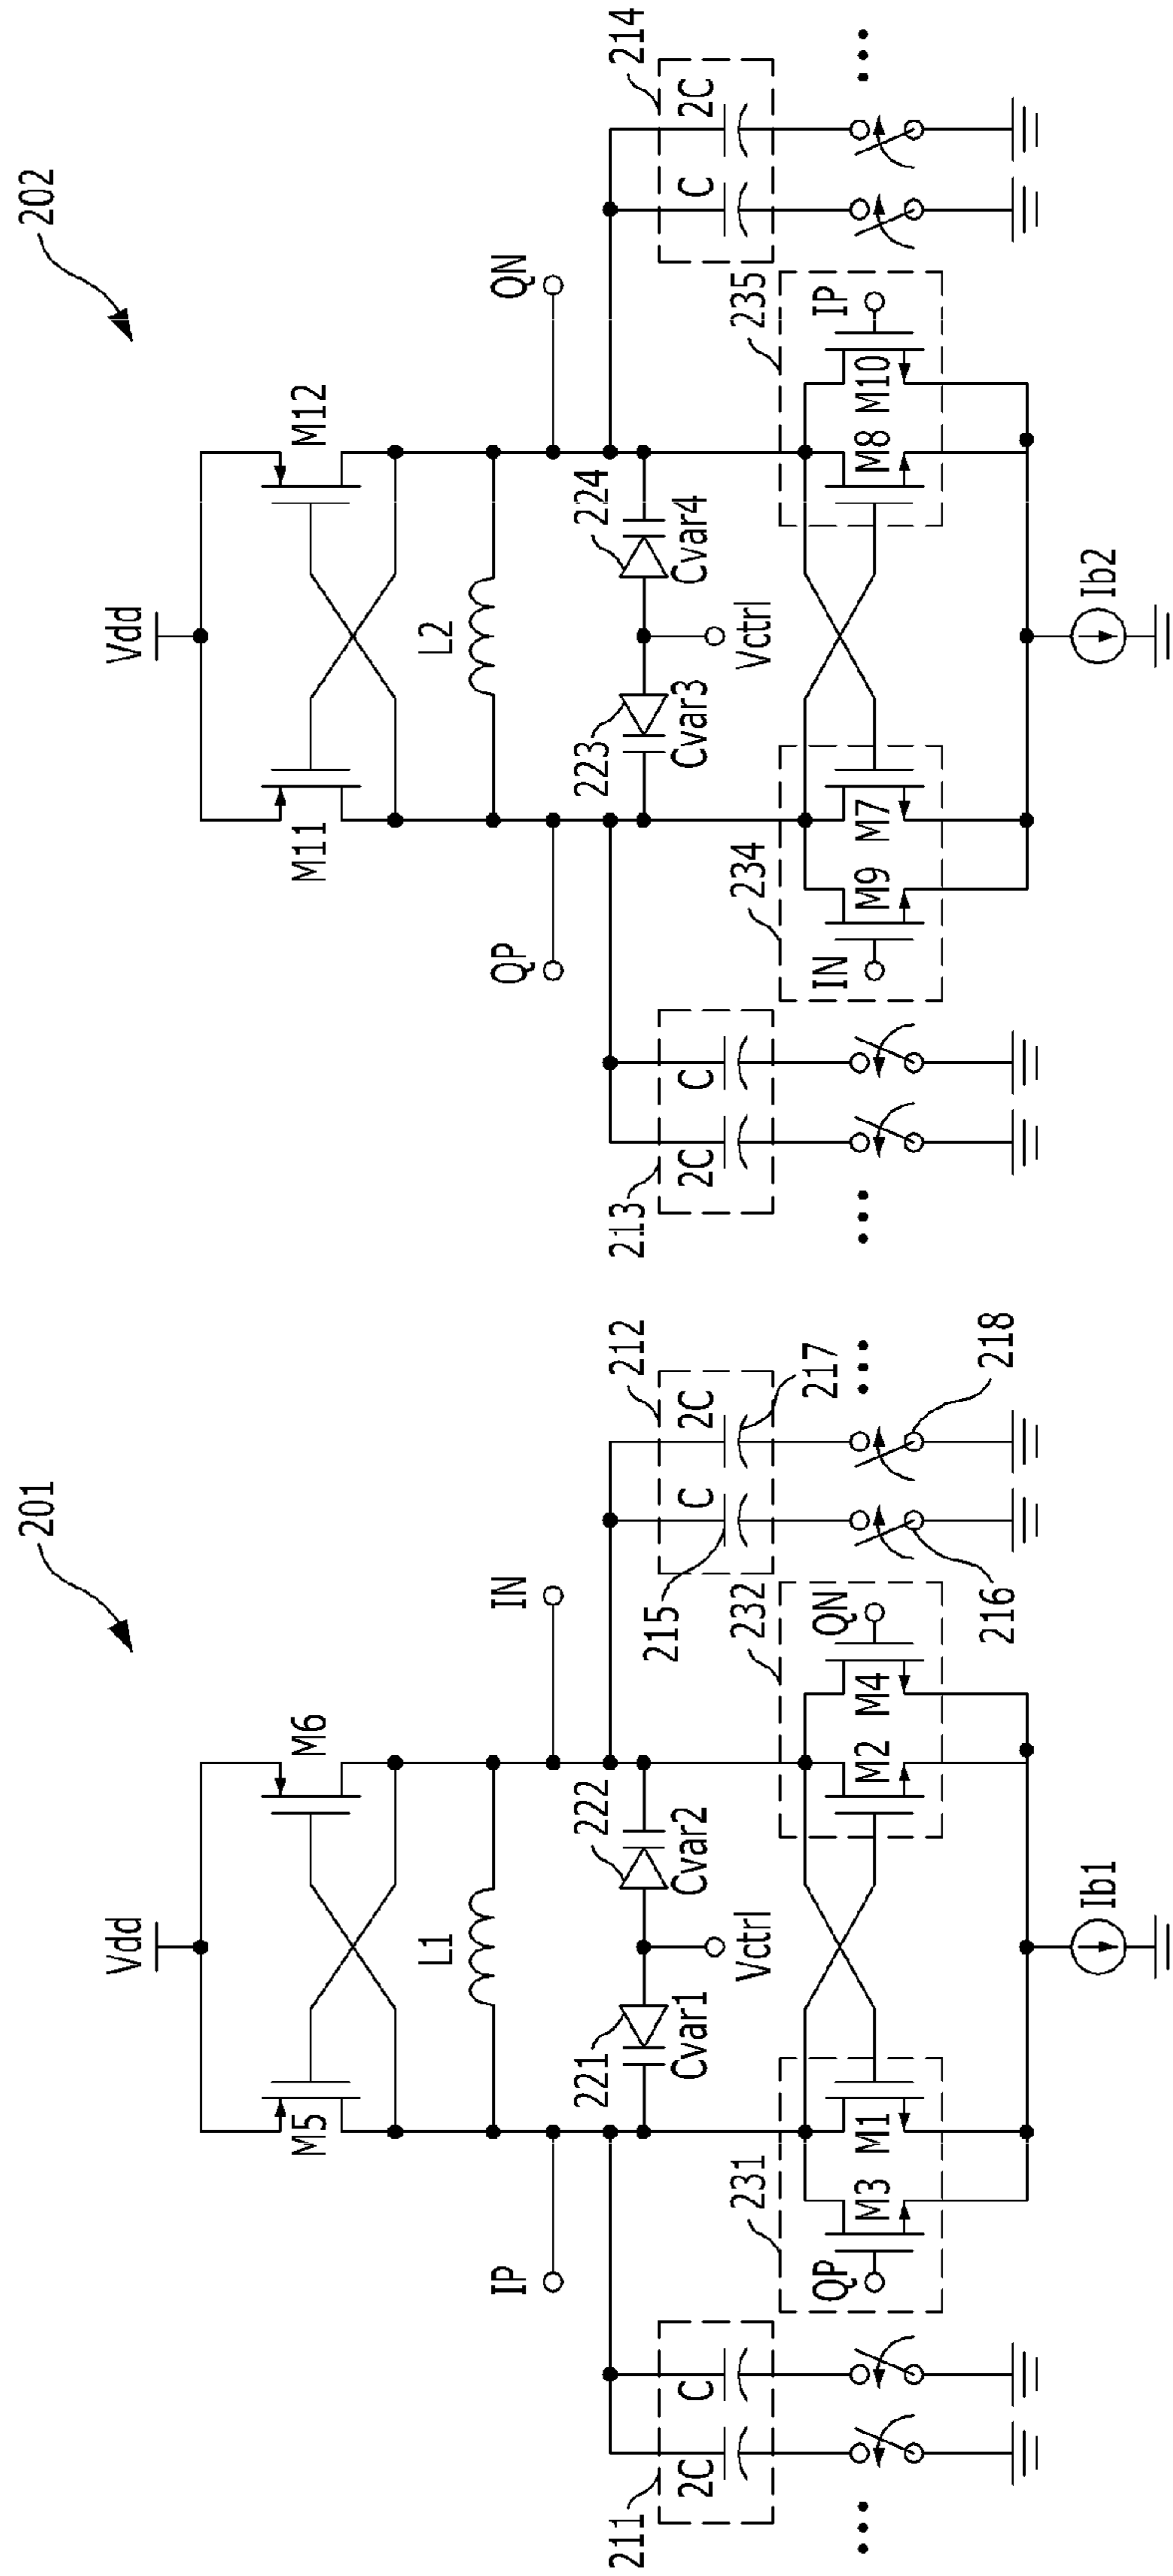 201
Vdd
M5
M6
L1
IP
IN
221
222
Cvar1
Cvar2
Vctrl
211
2C
C
212
C
2C
215
217
231
232
QP
M3
M1
M2
M4
QN
216
218
Ib1
202
Vdd
M11
M12
L2
QP
QN
223
224
Cvar3
Cvar4
Vctrl
213
2C
C
214
C
2C
234
235
IN
M9
M7
M8
M10
IP
Ib2